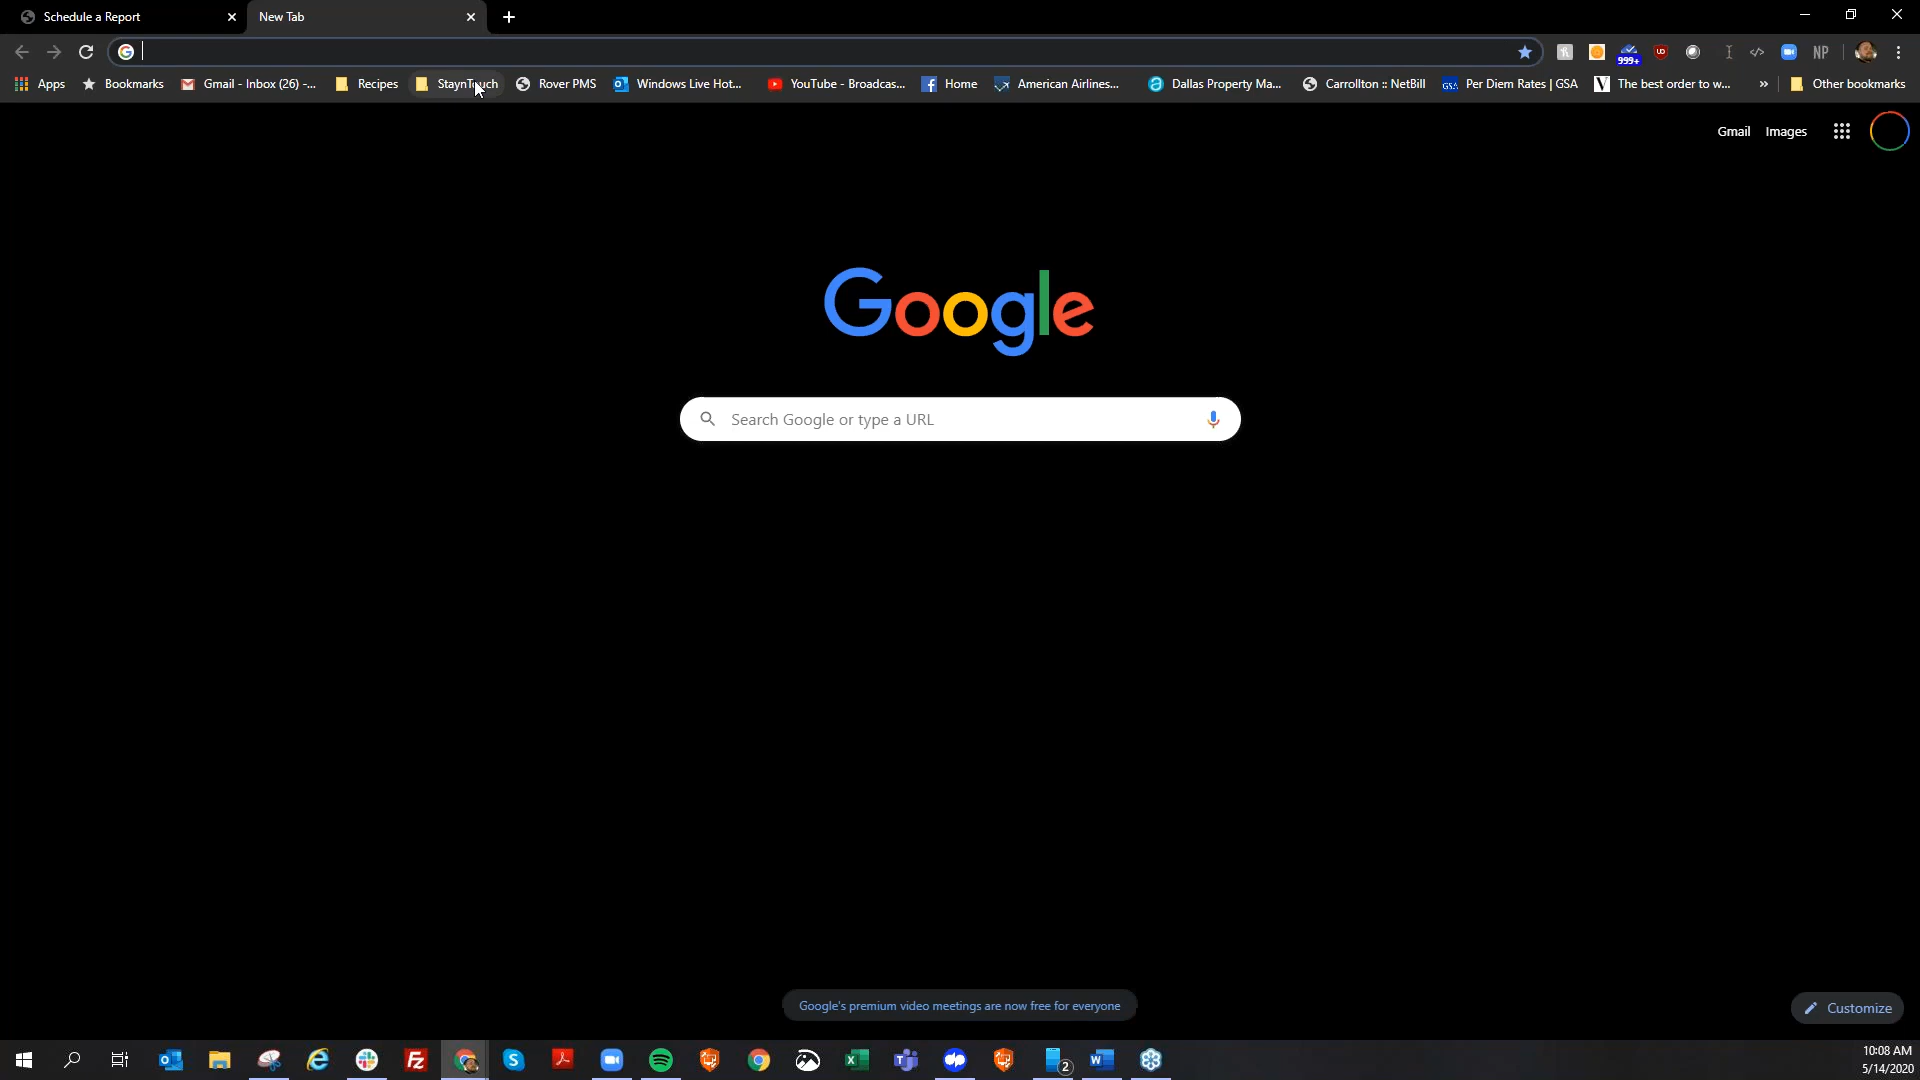 Schedule a Report
New Tab
999+
UD
NP
Apps
Bookmarks
Gmail - Inbox (26) -...
Recipes
StaynTouch
Rover PMS
Windows Live Hot...
YouTube - Broadcas...
Home
American Airlines...
Dallas Property Ma...
Carrollton :: NetBill
GSA
Per Diem Rates | GSA
The best order to w...
»
Other bookmarks
Gmail
Images
Google
Search Google or type a URL
Google's premium video meetings are now free for everyone
Customize
2
10:08 AM
5/14/2020